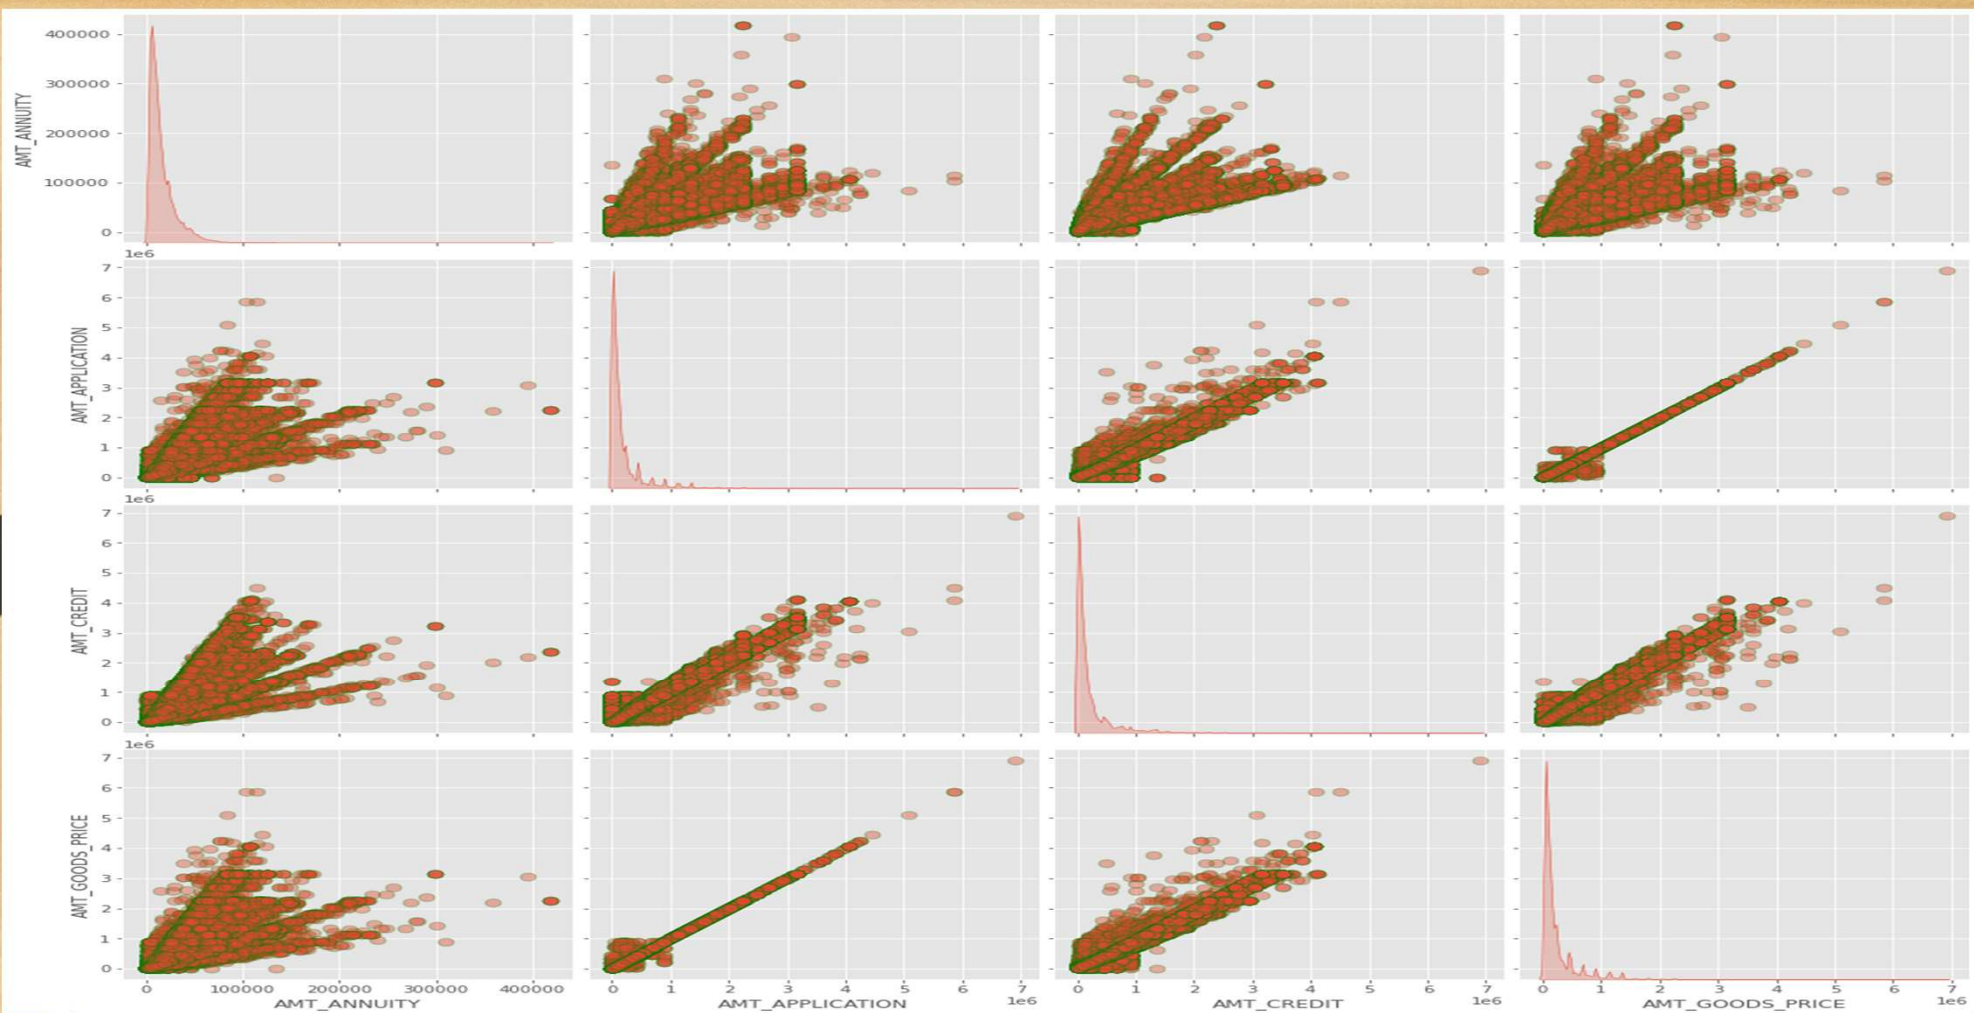 AMT_ANNUITY
400000
300000
200000
100000
0
1e6
AMT_APPLICATION
7
6
5
4
3
2
1
0
1e6
AMT_CREDIT
7
6
5
4
3
2
1
0
1e6
AMT_GOODS_PRICE
7
6
5
4
3
2
1
0
0 100000 200000 300000 400000
AMT_ANNUITY
0 1 2 3 4 5 6 7
1e6
AMT_APPLICATION
0 1 2 3 4 5 6 7
1e6
AMT_CREDIT
0 1 2 3 4 5 6 7
1e6
AMT_GOODS_PRICE